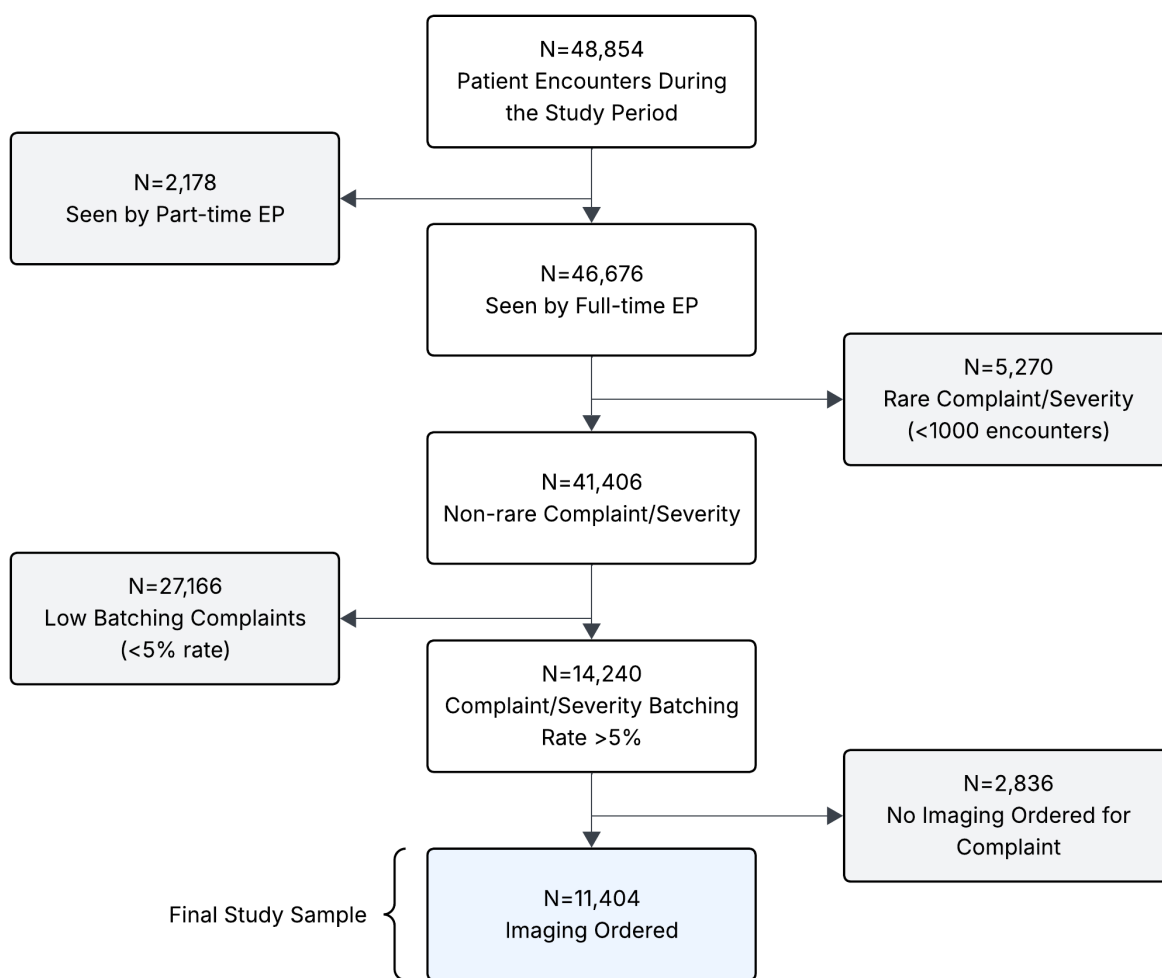 N=48,854
Patient Encounters During
the Study Period
N=2,178
Seen by Part-time EP
N=46,676
Seen by Full-time EP
N=5,270
Rare Complaint/Severity
(<1000 encounters)
N=41,406
Non-rare Complaint/Severity
N=27,166
Low Batching Complaints
(<5% rate)
N=14,240
Complaint/Severity Batching
Rate >5%
N=2,836
No Imaging Ordered for
Complaint
Final Study Sample
N=11,404
Imaging Ordered